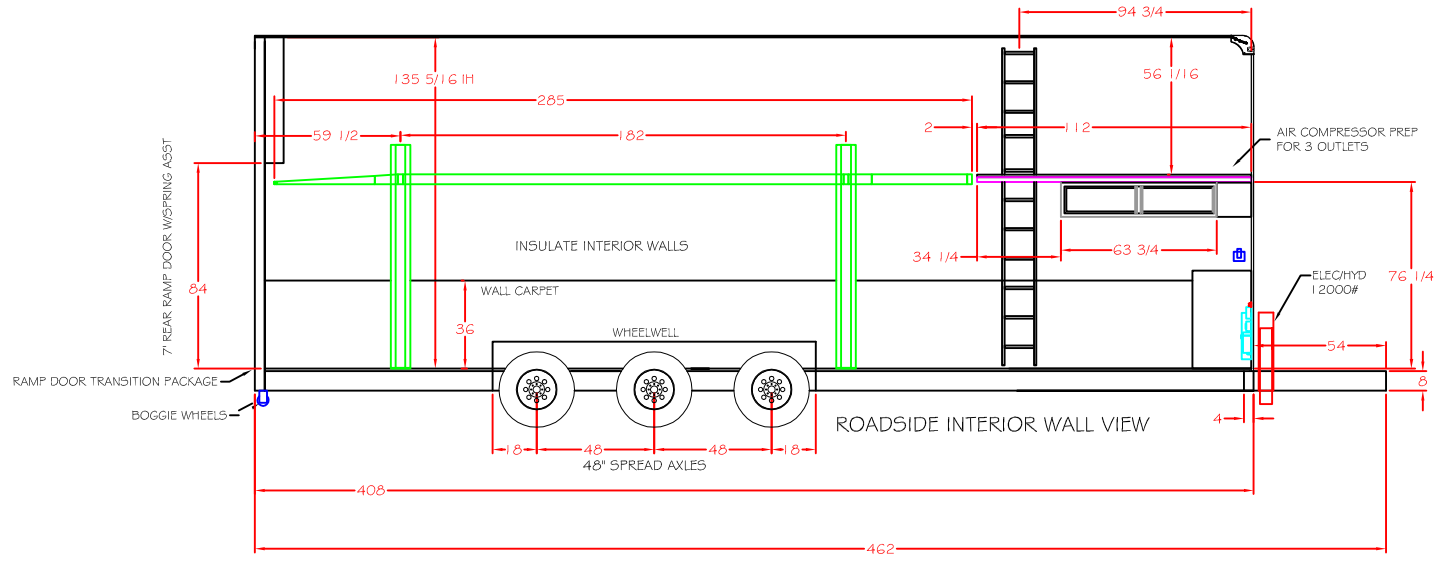 94 3/4
135 5/16 IH
56 1/16
285
59 1/2
182
2
112
AIR COMPRESSOR PREP
FOR 3 OUTLETS
7' REAR RAMP DOOR W/SPRING ASST
84
INSULATE INTERIOR WALLS
34 1/4
63 3/4
76 1/4
ELEC/HYD
12000#
WALL CARPET
36
WHEELWELL
54
RAMP DOOR TRANSITION PACKAGE
8
BOGGIE WHEELS
4
ROADSIDE INTERIOR WALL VIEW
18
48
48
18
48" SPREAD AXLES
408
462